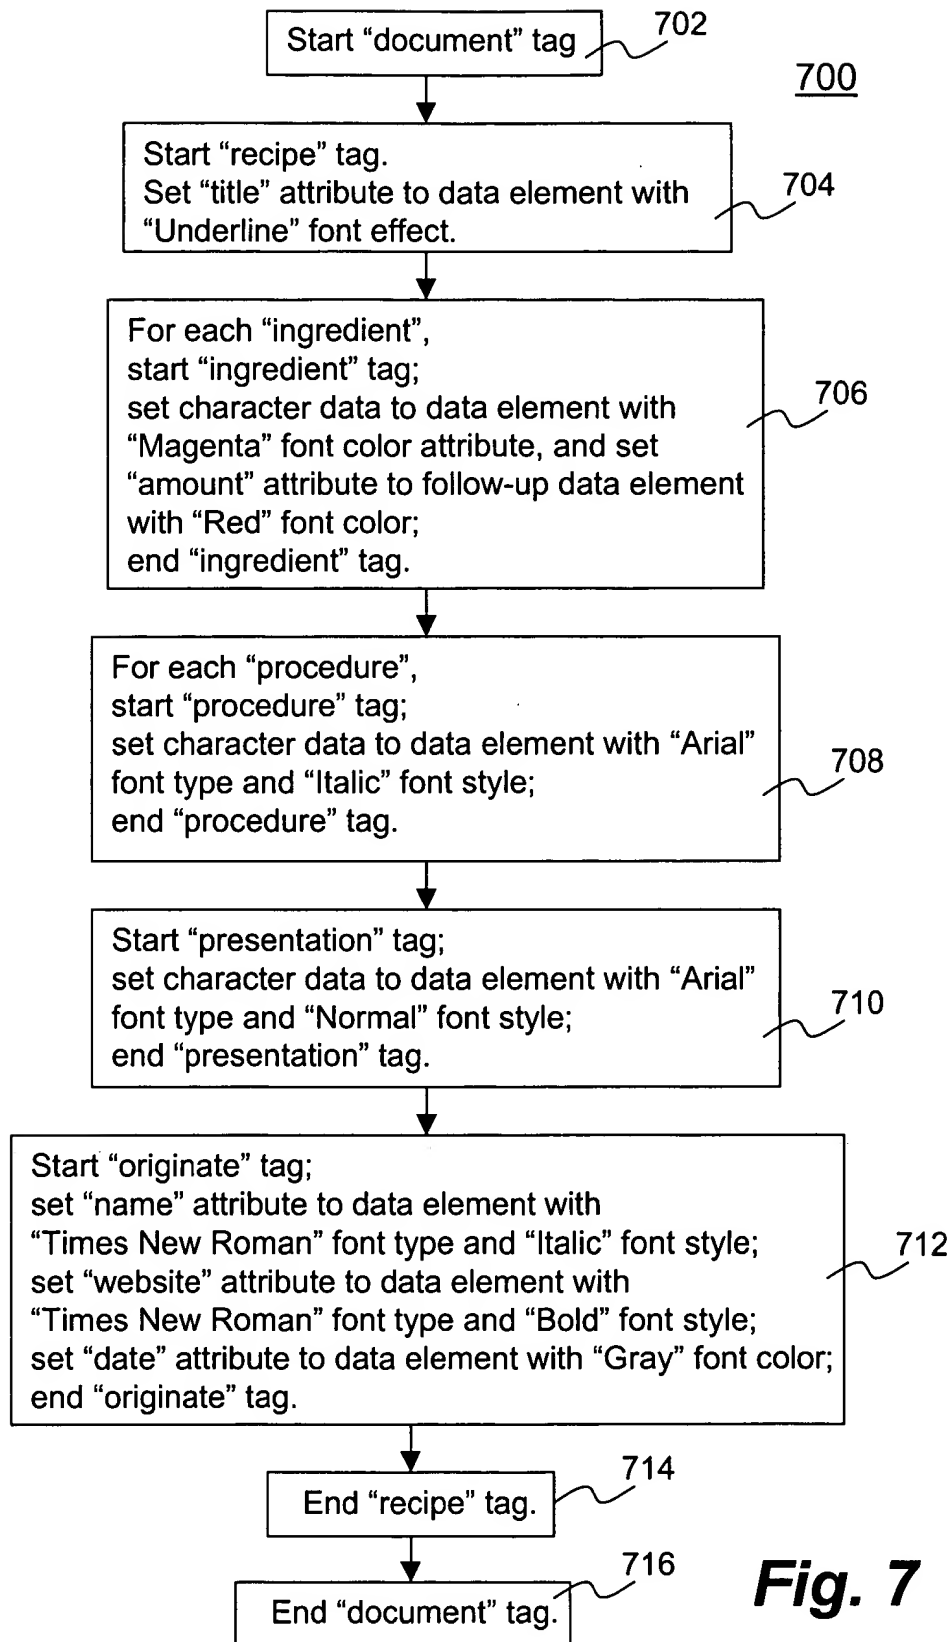 Start “document” tag
702
700
Start “recipe” tag.
Set “title” attribute to data element with
“Underline” font effect.
704
For each “ingredient”,
start “ingredient” tag;
set character data to data element with
“Magenta” font color attribute, and set
“amount” attribute to follow-up data element
with “Red” font color;
end “ingredient” tag.
706
For each “procedure”,
start “procedure” tag;
set character data to data element with “Arial”
font type and “Italic” font style;
end “procedure” tag.
708
Start “presentation” tag;
set character data to data element with “Arial”
font type and “Normal” font style;
end “presentation” tag.
710
Start “originate” tag;
set “name” attribute to data element with
“Times New Roman” font type and “Italic” font style;
set “website” attribute to data element with
“Times New Roman” font type and “Bold” font style;
set “date” attribute to data element with “Gray” font color;
end “originate” tag.
712
End “recipe” tag.
714
End “document” tag.
716
Fig. 7